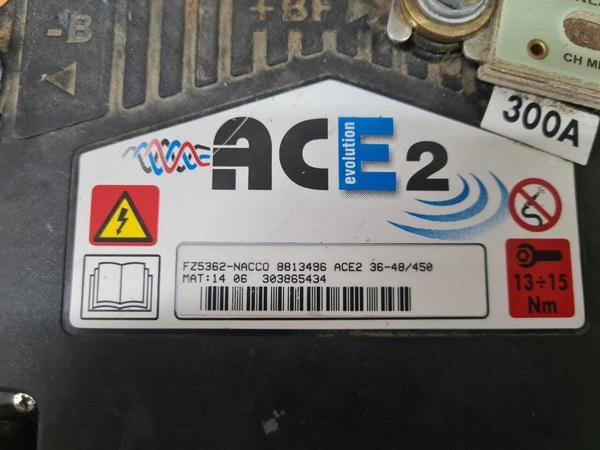 -B
+BF
CH MI
300A
ACE 2
evolution
FZ5362-NACCO 8813496 ACE2 36-48/450
MAT:14 06 303865434
13÷15
Nm